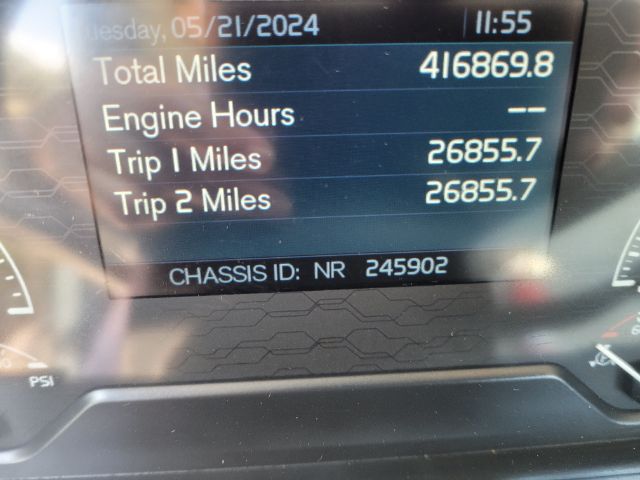 uesday, 05/21/2024 11:55
Total Miles 416869.8
Engine Hours --
Trip 1 Miles 26855.7
Trip 2 Miles 26855.7
CHASSIS ID: NR 245902
PSI